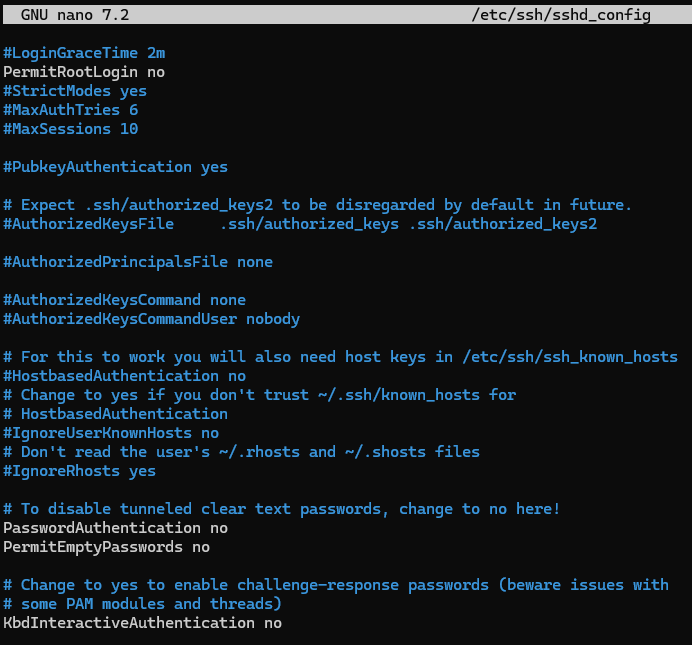 GNU nano 7.2 /etc/ssh/sshd_config
#LoginGraceTime 2m
PermitRootLogin no
#StrictModes yes
#MaxAuthTries 6
#MaxSessions 10
#PubkeyAuthentication yes
# Expect .ssh/authorized_keys2 to be disregarded by default in future.
#AuthorizedKeysFile .ssh/authorized_keys .ssh/authorized_keys2
#AuthorizedPrincipalsFile none
#AuthorizedKeysCommand none
#AuthorizedKeysCommandUser nobody
# For this to work you will also need host keys in /etc/ssh/ssh_known_hosts
#HostbasedAuthentication no
# Change to yes if you don't trust ~/.ssh/known_hosts for
# HostbasedAuthentication
#IgnoreUserKnownHosts no
# Don't read the user's ~/.rhosts and ~/.shosts files
#IgnoreRhosts yes
# To disable tunneled clear text passwords, change to no here!
PasswordAuthentication no
PermitEmptyPasswords no
# Change to yes to enable challenge-response passwords (beware issues with
# some PAM modules and threads)
KbdInteractiveAuthentication no